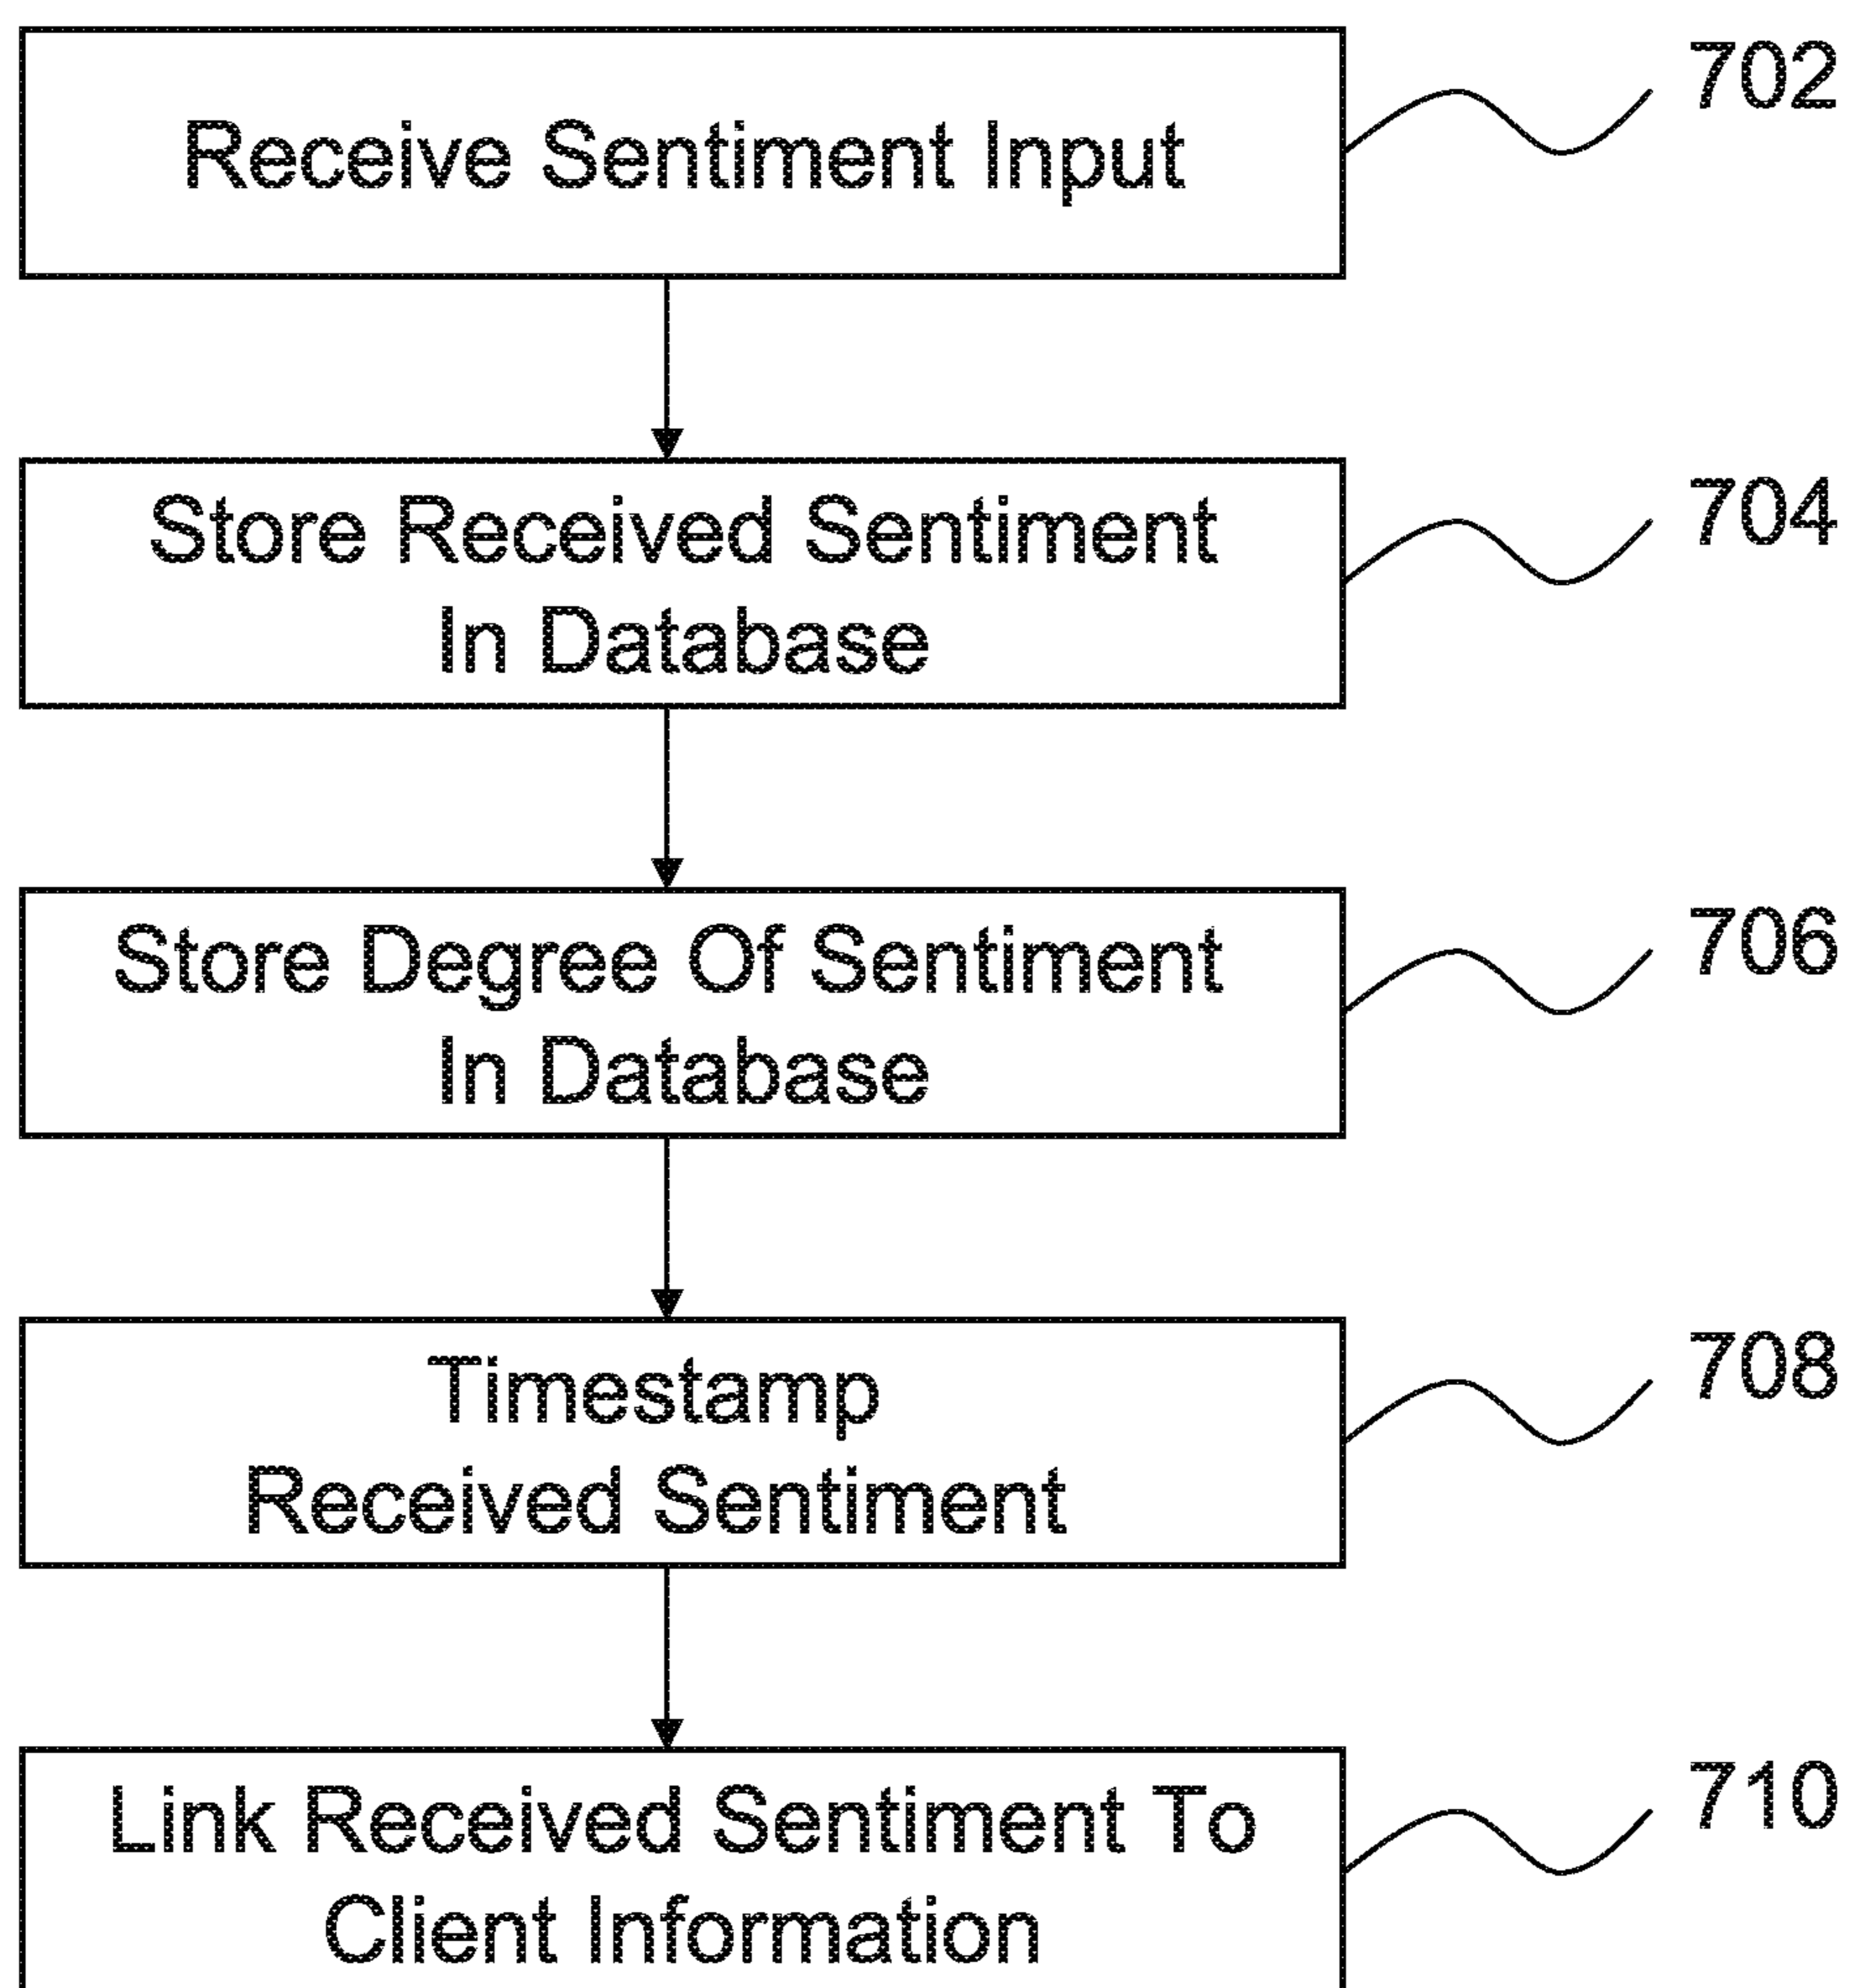 Receive Sentiment Input
702
Store Received Sentiment
In Database
704
Store Degree Of Sentiment
In Database
706
Timestamp
Received Sentiment
708
Link Received Sentiment To
Client Information
710